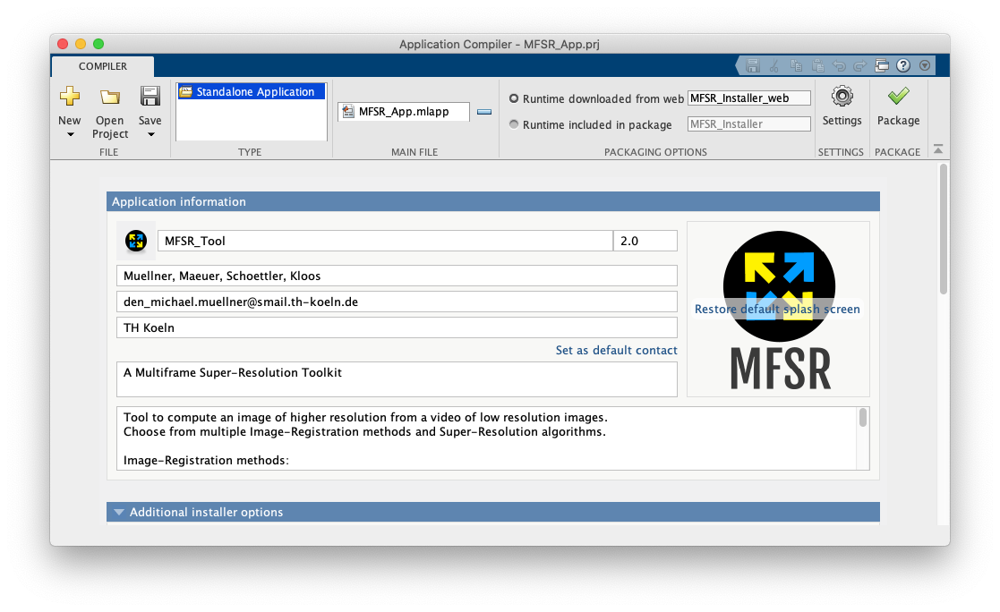 Application Compiler - MFSR_App.prj
COMPILER
New
Open Project
Save
FILE
Standalone Application
TYPE
MFSR_App.mlapp
MAIN FILE
Runtime downloaded from web MFSR_Installer_web
Runtime included in package MFSR_Installer
PACKAGING OPTIONS
Settings
SETTINGS
Package
PACKAGE
Application information
MFSR_Tool 2.0
Muellner, Maeuer, Schoettler, Kloos
den_michael.muellner@smail.th-koeln.de
TH Koeln
Set as default contact
A Multiframe Super-Resolution Toolkit
Restore default splash screen
MFSR
Tool to compute an image of higher resolution from a video of low resolution images.
Choose from multiple Image-Registration methods and Super-Resolution algorithms.
Image-Registration methods:
Additional installer options